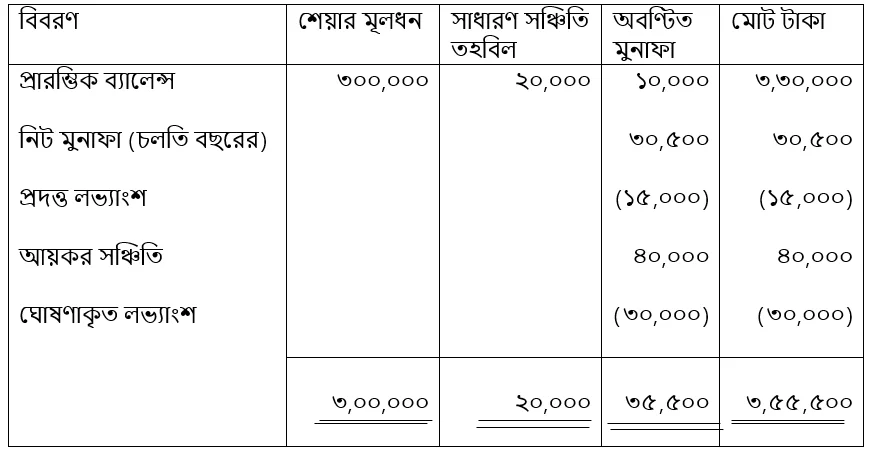 বিবরণ শেয়ার মূলধন সাধারণ সঞ্চিতি তহবিল অবণ্টিত মুনাফা মোট টাকা
প্রারম্ভিক ব্যালেন্স ৩০০,০০০ ২০,০০০ ১০,০০০ ৩,৩০,০০০
নিট মুনাফা (চলতি বছরের) ৩০,৫০০ ৩০,৫০০
প্রদত্ত লভ্যাংশ (১৫,০০০) (১৫,০০০)
আয়কর সঞ্চিতি ৪০,০০০ ৪০,০০০
ঘোষণাকৃত লভ্যাংশ (৩০,০০০) (৩০,০০০)
৩,০০,০০০ ২০,০০০ ৩৫,৫০০ ৩,৫৫,৫০০